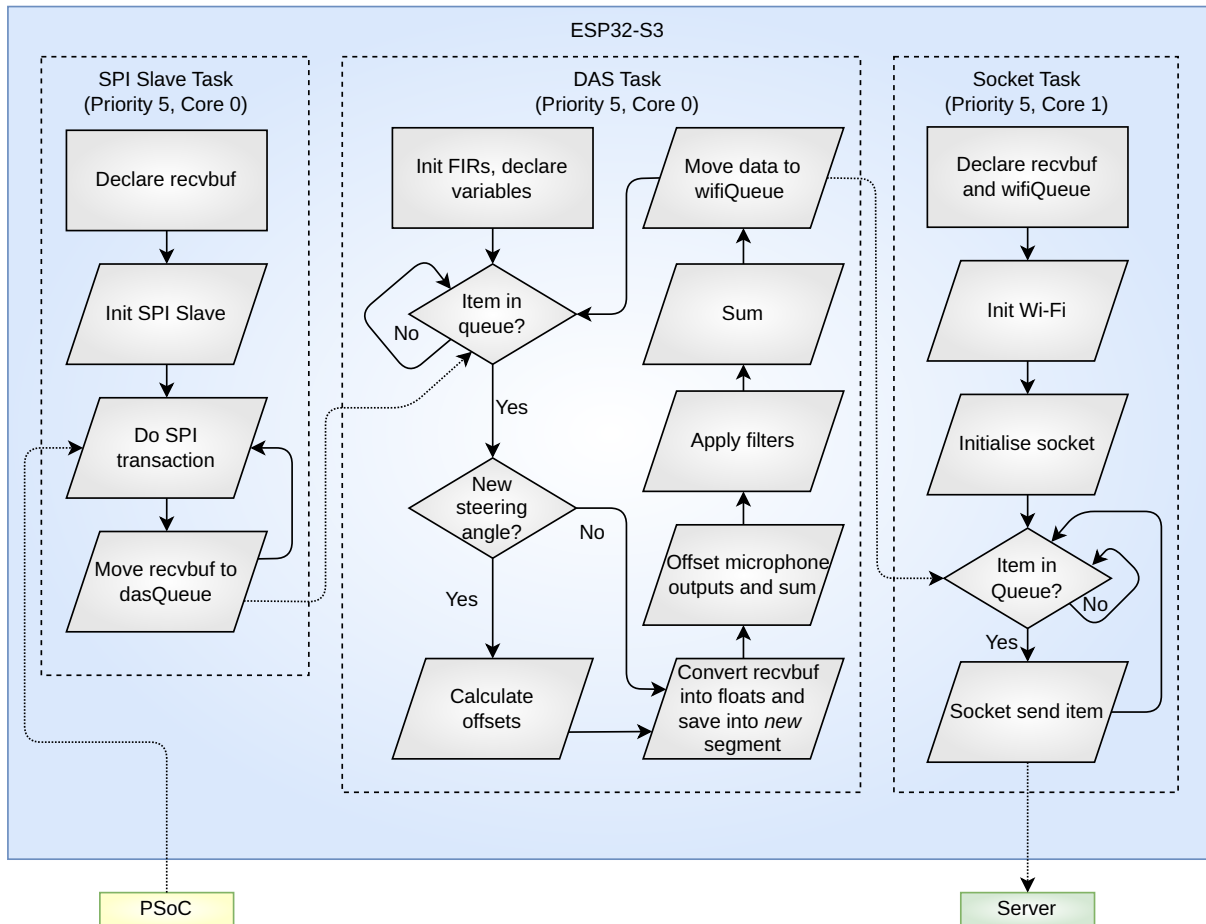 ESP32-S3
SPI Slave Task
(Priority 5, Core 0)
Declare recvbuf
Init SPI Slave
Do SPI
transaction
Move recvbuf to
dasQueue
DAS Task
(Priority 5, Core 0)
Init FIRs, declare
variables
Item in
queue?
No
Yes
New
steering
angle?
No
Yes
Calculate
offsets
Convert recvbuf
into floats and
save into new
segment
Offset microphone
outputs and sum
Apply filters
Sum
Move data to
wifiQueue
Socket Task
(Priority 5, Core 1)
Declare recvbuf
and wifiQueue
Init Wi-Fi
Initialise socket
Item in
Queue?
No
Yes
Socket send item
PSoC
Server